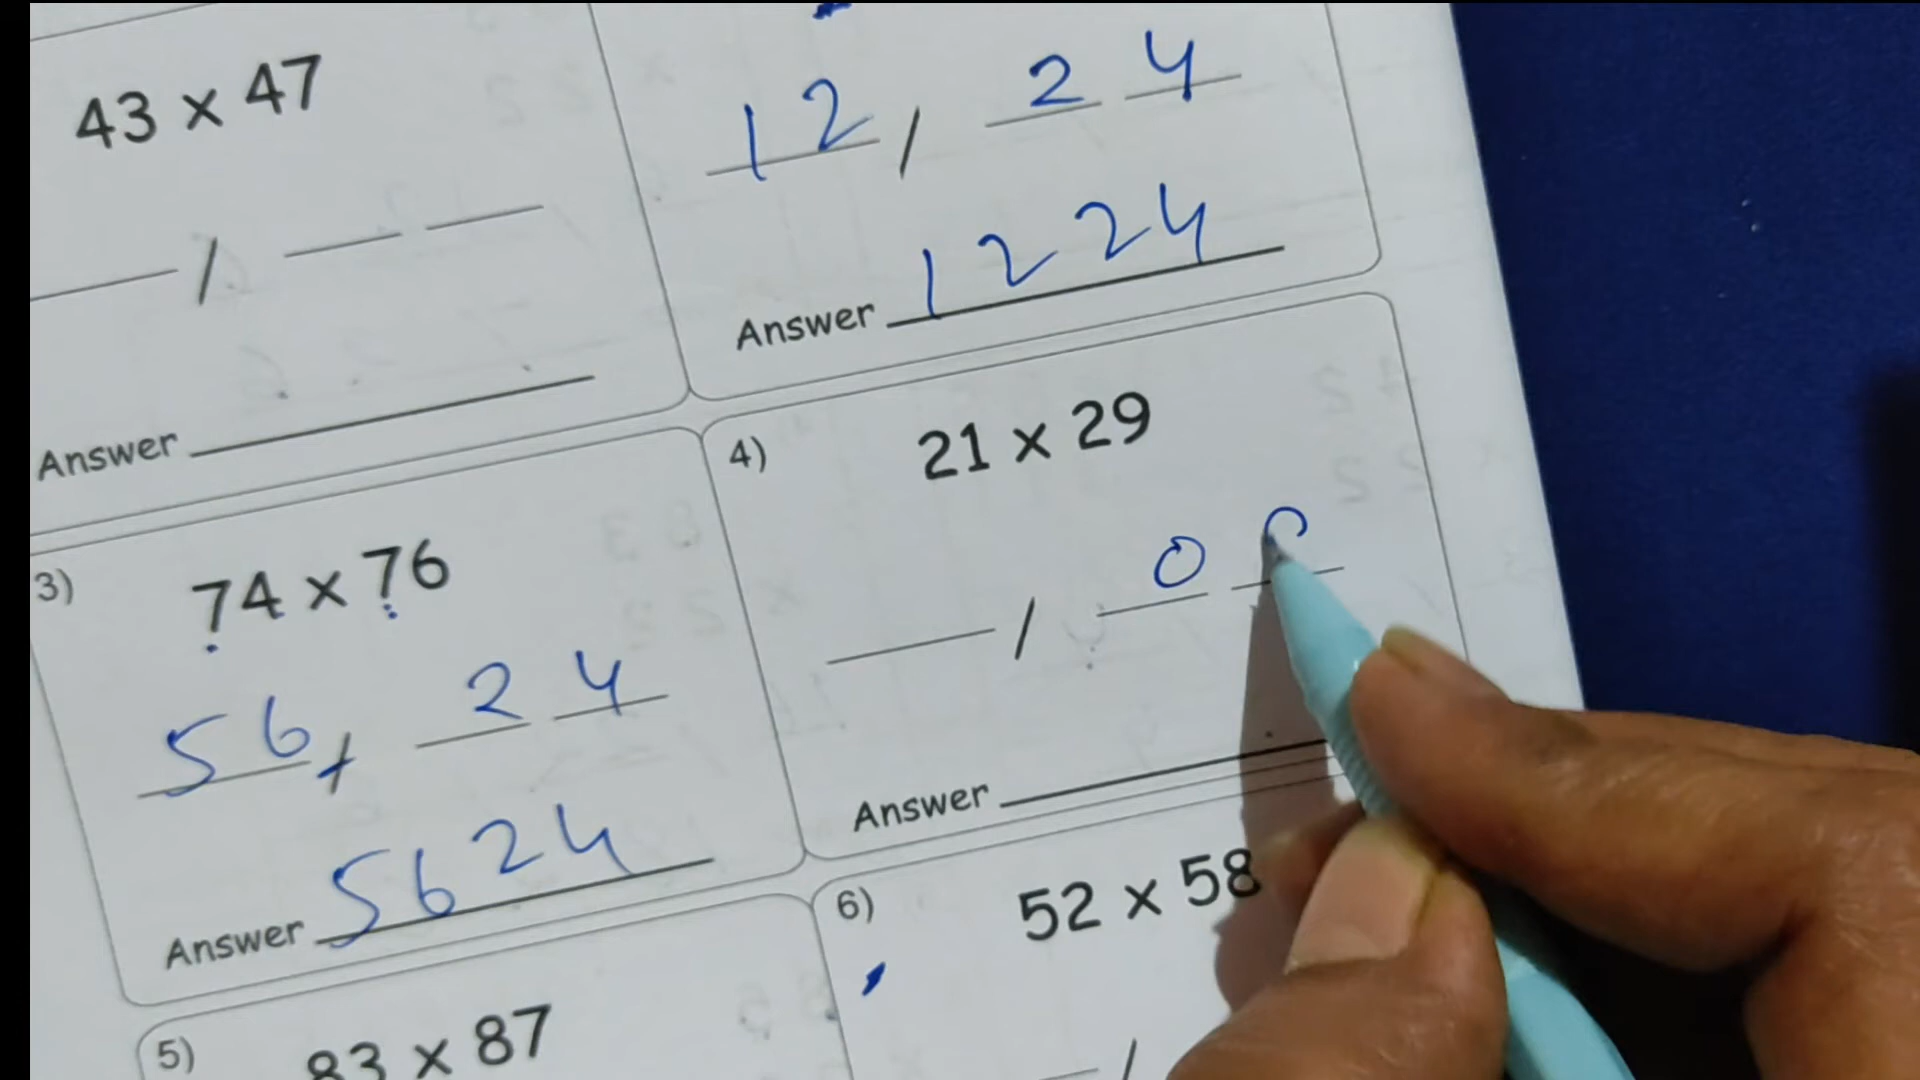 43 x 47
/
Answer
12 / 2 4
Answer 1224
3) 74 x 76
56 / 2 4
Answer 5624
4) 21 x 29
/ 0
Answer
5) 83 x 87
6) 52 x 58
/